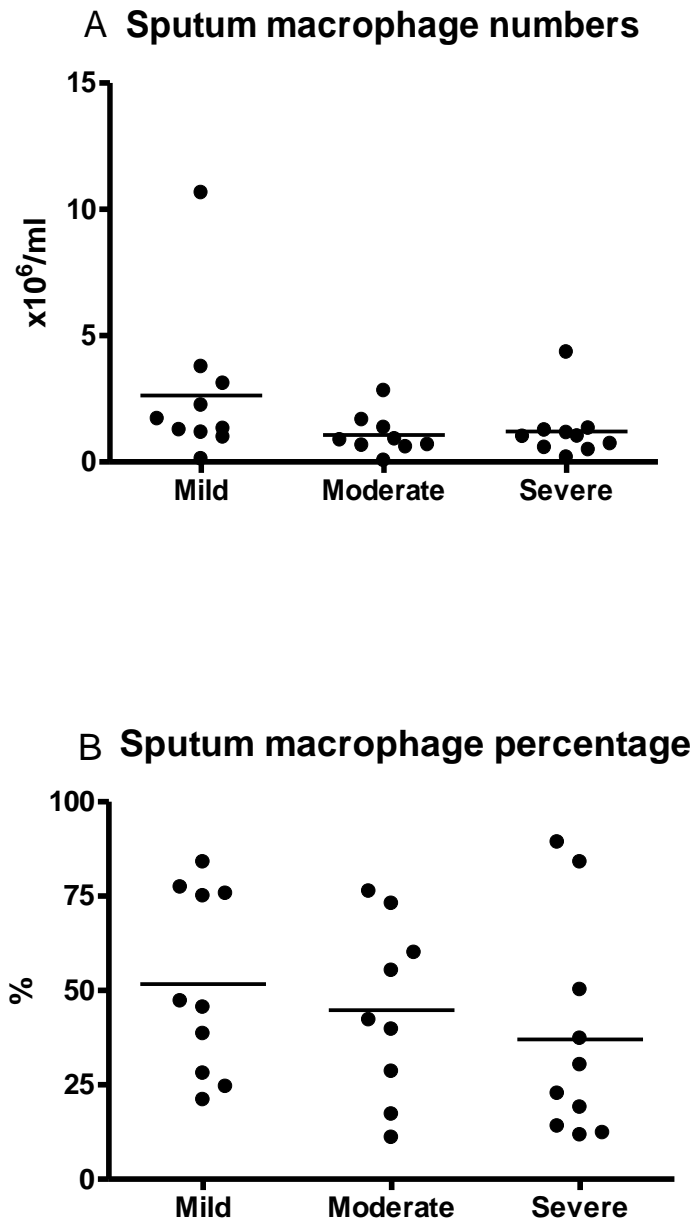 A Sputum macrophage numbers
15
10
5
0
x10⁶/ml
Mild Moderate Severe
B Sputum macrophage percentage
100
75
50
25
0
%
Mild Moderate Severe